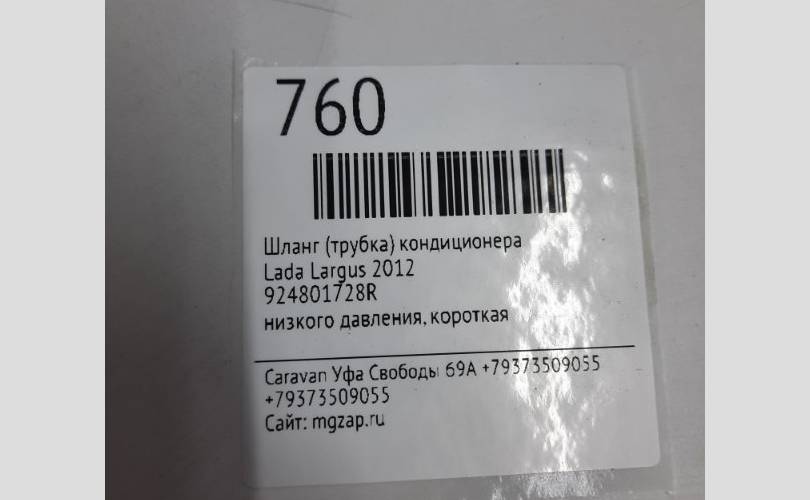 760
Шланг (трубка) кондиционера
Lada Largus 2012
924801728R
низкого давления, короткая
Caravan Уфа Свободы 69А +79373509055
+79373509055
Сайт: mgzap.ru